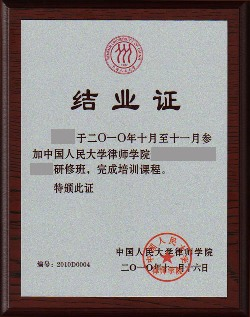 结业证
于二〇一〇年十月至十一月参
加中国人民大学律师学院
研修班，完成培训课程。
特颁此证
中国人民大学律师学院
二〇一〇年十一月十六日
编号：2010D0004